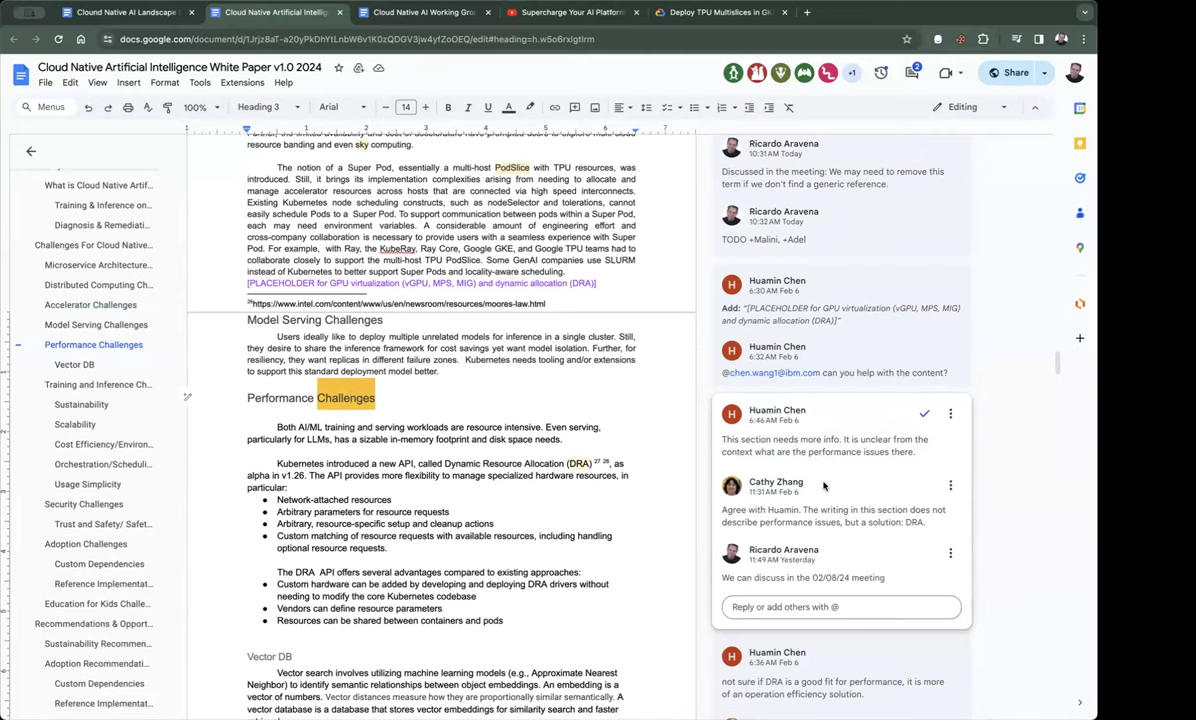 Clound Native AI Landscape
Cloud Native Artificial Intellige
Cloud Native AI Working Gro
Supercharge Your AI Platform
Deploy TPU Multislices in GK
docs.google.com/document/d/1Jrjz8aT-a20yPkDhYtLnbW6v1K0zQDGV3jw4yfZoOEQ/edit#heading=h.w5o6rxlgtlrm
Cloud Native Artificial Intelligence White Paper v1.0 2024
File Edit View Insert Format Tools Extensions Help
+1
2
Share
Menus
100%
Heading 3
Arial
14
B I U A
Editing
1 1 2 3 4 5 6 7
What is Cloud Native Artif...
Training & Inference on...
Diagnosis & Remediati...
Challenges For Cloud Native...
Microservice Architecture...
Distributed Computing Ch...
Accelerator Challenges
Model Serving Challenges
Performance Challenges
Vector DB
Training and Inference Ch...
Sustainability
Scalability
Cost Efficiency/Environ...
Orchestration/Scheduli...
Usage Simplicity
Security Challenges
Trust and Safety/ Safet...
Adoption Challenges
Custom Dependencies
Reference Implementat...
Education for Kids Challe...
Recommendations & Opport...
Sustainability Recommen...
Adoption Recommendati...
Custom Dependencies
Reference Implementat...
resource banding and even sky computing.
The notion of a Super Pod, essentially a multi-host PodSlice with TPU resources, was
introduced. Still, it brings its implementation complexities arising from needing to allocate and
manage accelerator resources across hosts that are connected via high speed interconnects.
Existing Kubernetes node scheduling constructs, such as nodeSelector and tolerations, cannot
easily schedule Pods to a Super Pod. To support communication between pods within a Super Pod,
each may need environment variables. A considerable amount of engineering effort and
cross-company collaboration is necessary to provide users with a seamless experience with Super
Pod. For example, with Ray, the KubeRay, Ray Core, Google GKE, and Google TPU teams had to
collaborate closely to support the multi-host TPU PodSlice. Some GenAI companies use SLURM
instead of Kubernetes to better support Super Pods and locality-aware scheduling.
[PLACEHOLDER for GPU virtualization (vGPU, MPS, MIG) and dynamic allocation (DRA)]
26https://www.intel.com/content/www/us/en/newsroom/resources/moores-law.html
Model Serving Challenges
Users ideally like to deploy multiple unrelated models for inference in a single cluster. Still,
they desire to share the inference framework for cost savings yet want model isolation. Further, for
resiliency, they want replicas in different failure zones. Kubernetes needs tooling and/or extensions
to support this standard deployment model better.
Performance Challenges
Both AI/ML training and serving workloads are resource intensive. Even serving,
particularly for LLMs, has a sizable in-memory footprint and disk space needs.
Kubernetes introduced a new API, called Dynamic Resource Allocation (DRA) 27 28, as
alpha in v1.26. The API provides more flexibility to manage specialized hardware resources, in
particular:
● Network-attached resources
● Arbitrary parameters for resource requests
● Arbitrary, resource-specific setup and cleanup actions
● Custom matching of resource requests with available resources, including handling
optional resource requests.
The DRA API offers several advantages compared to existing approaches:
● Custom hardware can be added by developing and deploying DRA drivers without
needing to modify the core Kubernetes codebase
● Vendors can define resource parameters
● Resources can be shared between containers and pods
Vector DB
Vector search involves utilizing machine learning models (e.g., Approximate Nearest
Neighbor) to identify semantic relationships between object embeddings. An embedding is a
vector of numbers. Vector distances measure how they are proportionally similar semantically. A
vector database is a database that stores vector embeddings for similarity search and faster
Ricardo Aravena
10:31 AM Today
Discussed in the meeting: We may need to remove this
term if we don't find a generic reference.
Ricardo Aravena
10:32 AM Today
TODO +Malini, +Adel
H
Huamin Chen
6:30 AM Feb 6
Add: "[PLACEHOLDER for GPU virtualization (vGPU, MPS, MIG)
and dynamic allocation (DRA)]"
H
Huamin Chen
6:32 AM Feb 6
@chen.wang1@ibm.com can you help with the content?
H
Huamin Chen
6:46 AM Feb 6
This section needs more info. It is unclear from the
context what are the performance issues there.
Cathy Zhang
11:31 AM Feb 6
Agree with Huamin. The writing in this section does not
describe performance issues, but a solution: DRA.
Ricardo Aravena
11:49 AM Yesterday
We can discuss in the 02/08/24 meeting
Reply or add others with @
H
Huamin Chen
6:36 AM Feb 6
not sure if DRA is a good fit for performance, it is more
of an operation efficiency solution.